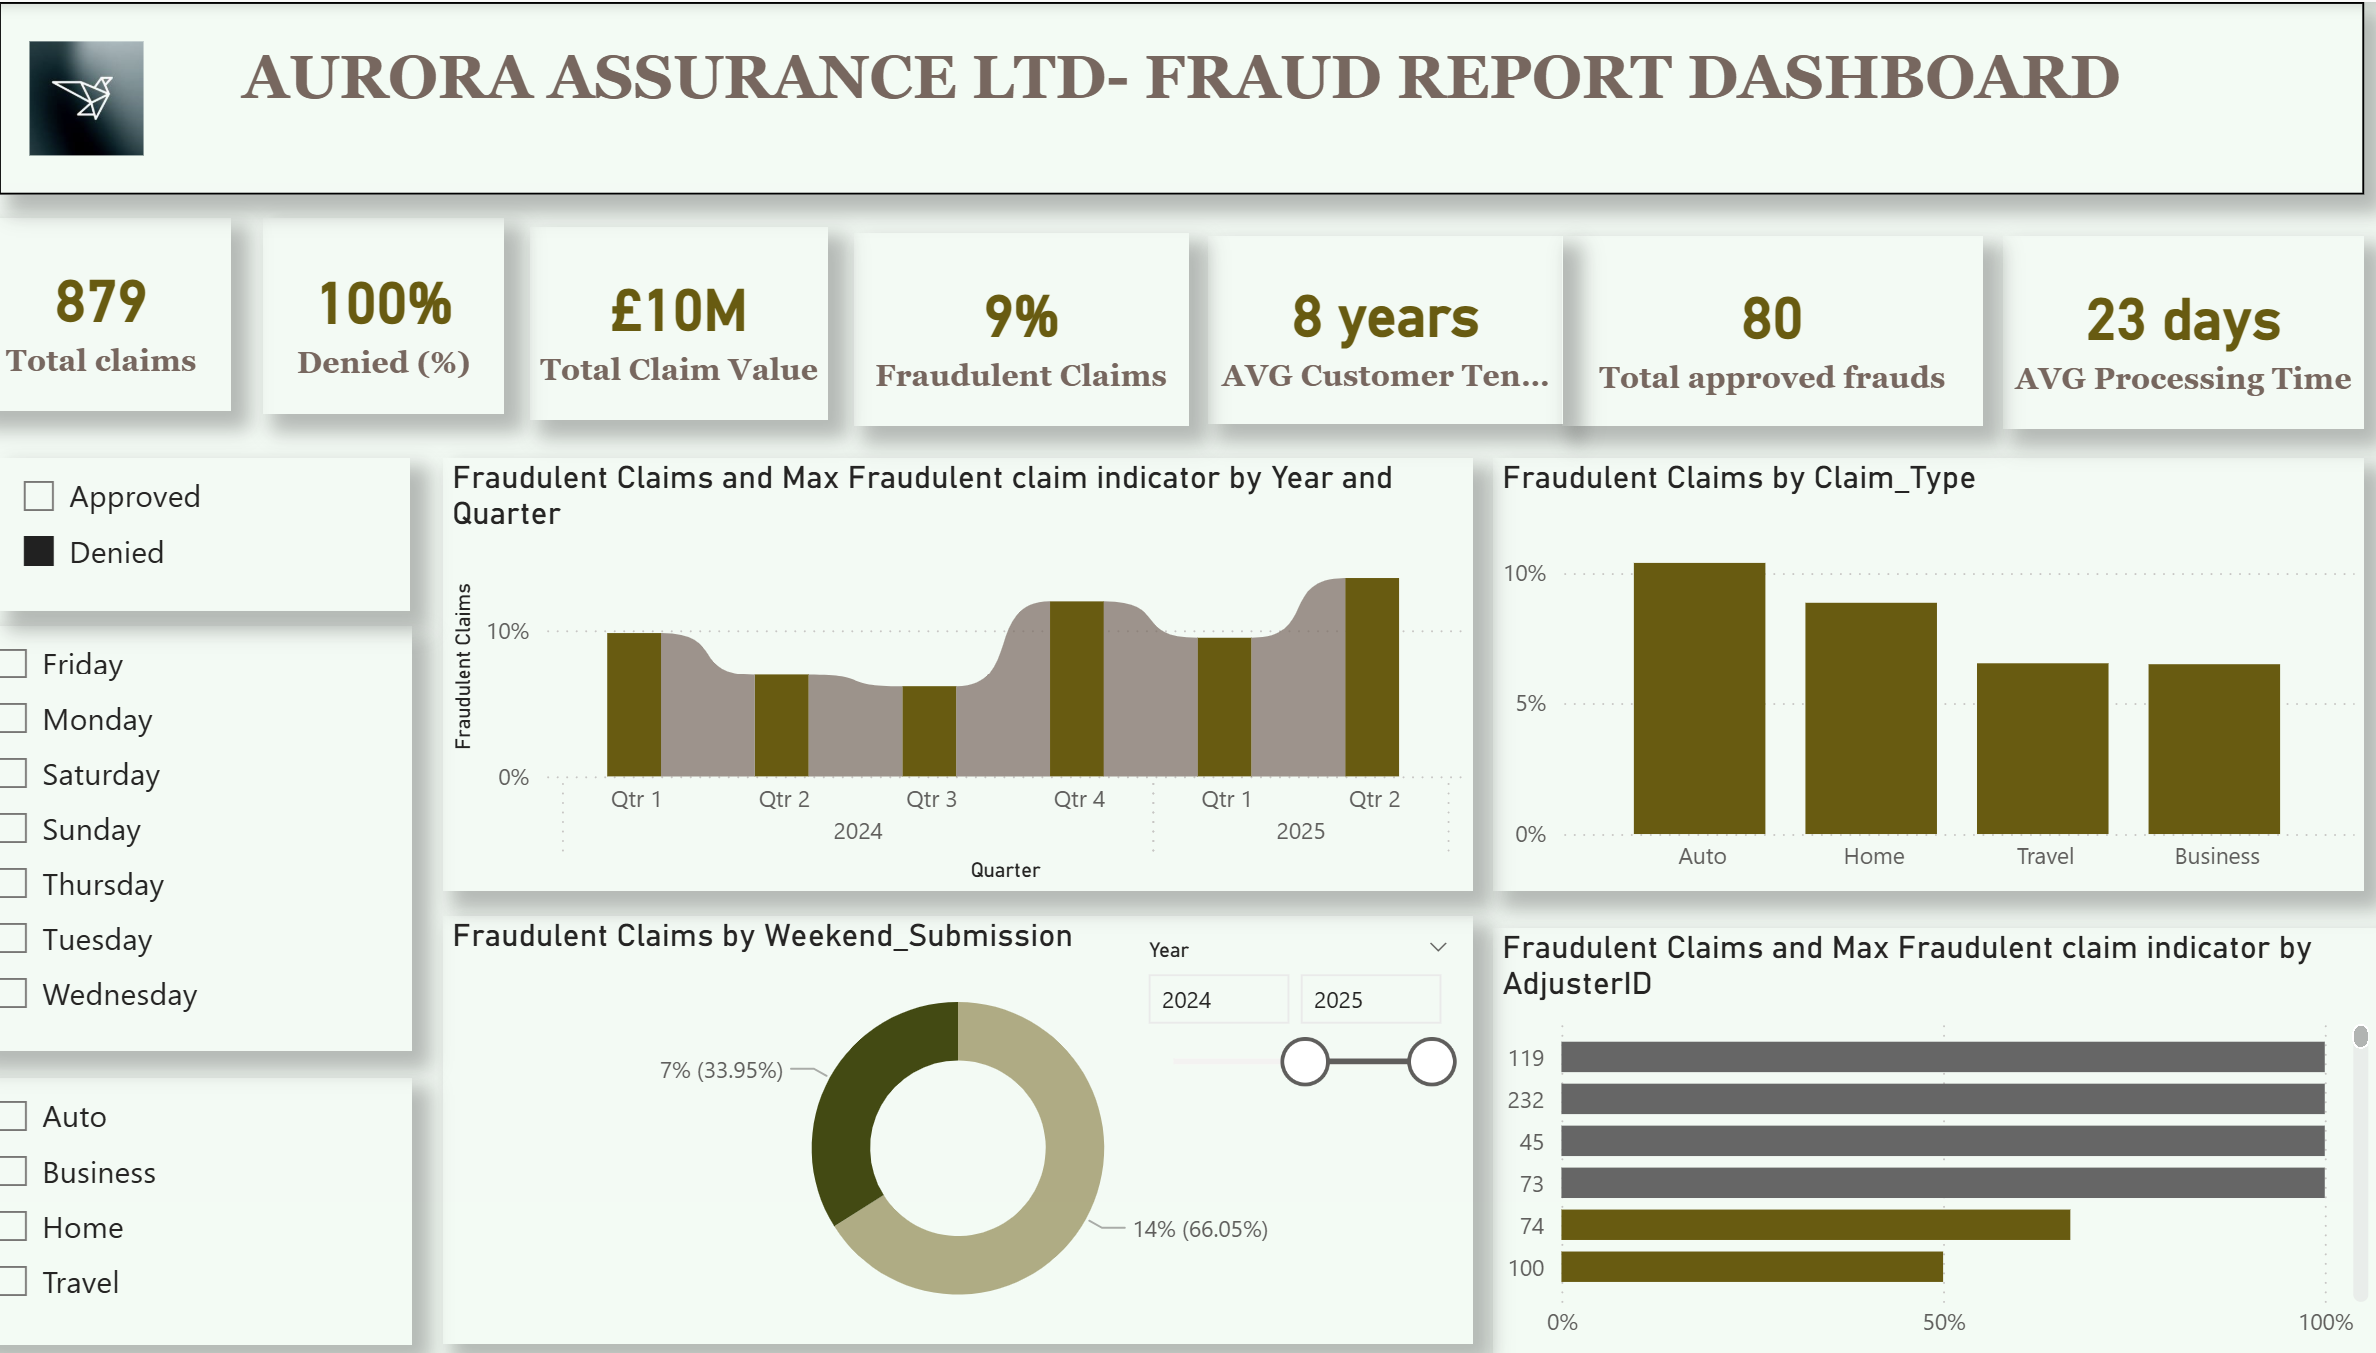 AURORA ASSURANCE LTD- FRAUD REPORT DASHBOARD
879
Total claims
100%
Denied (%)
£10M
Total Claim Value
9%
Fraudulent Claims
8 years
AVG Customer Ten...
80
Total approved frauds
23 days
AVG Processing Time
Approved
Denied
Friday
Monday
Saturday
Sunday
Thursday
Tuesday
Wednesday
Auto
Business
Home
Travel
Fraudulent Claims and Max Fraudulent claim indicator by Year and
Quarter
Fraudulent Claims
10%
0%
Qtr 1
Qtr 2
Qtr 3
Qtr 4
Qtr 1
Qtr 2
2024
2025
Quarter
Fraudulent Claims by Claim_Type
10%
5%
0%
Auto
Home
Travel
Business
Fraudulent Claims by Weekend_Submission
Year
2024
2025
7% (33.95%)
14% (66.05%)
Fraudulent Claims and Max Fraudulent claim indicator by
AdjusterID
119
232
45
73
74
100
0%
50%
100%